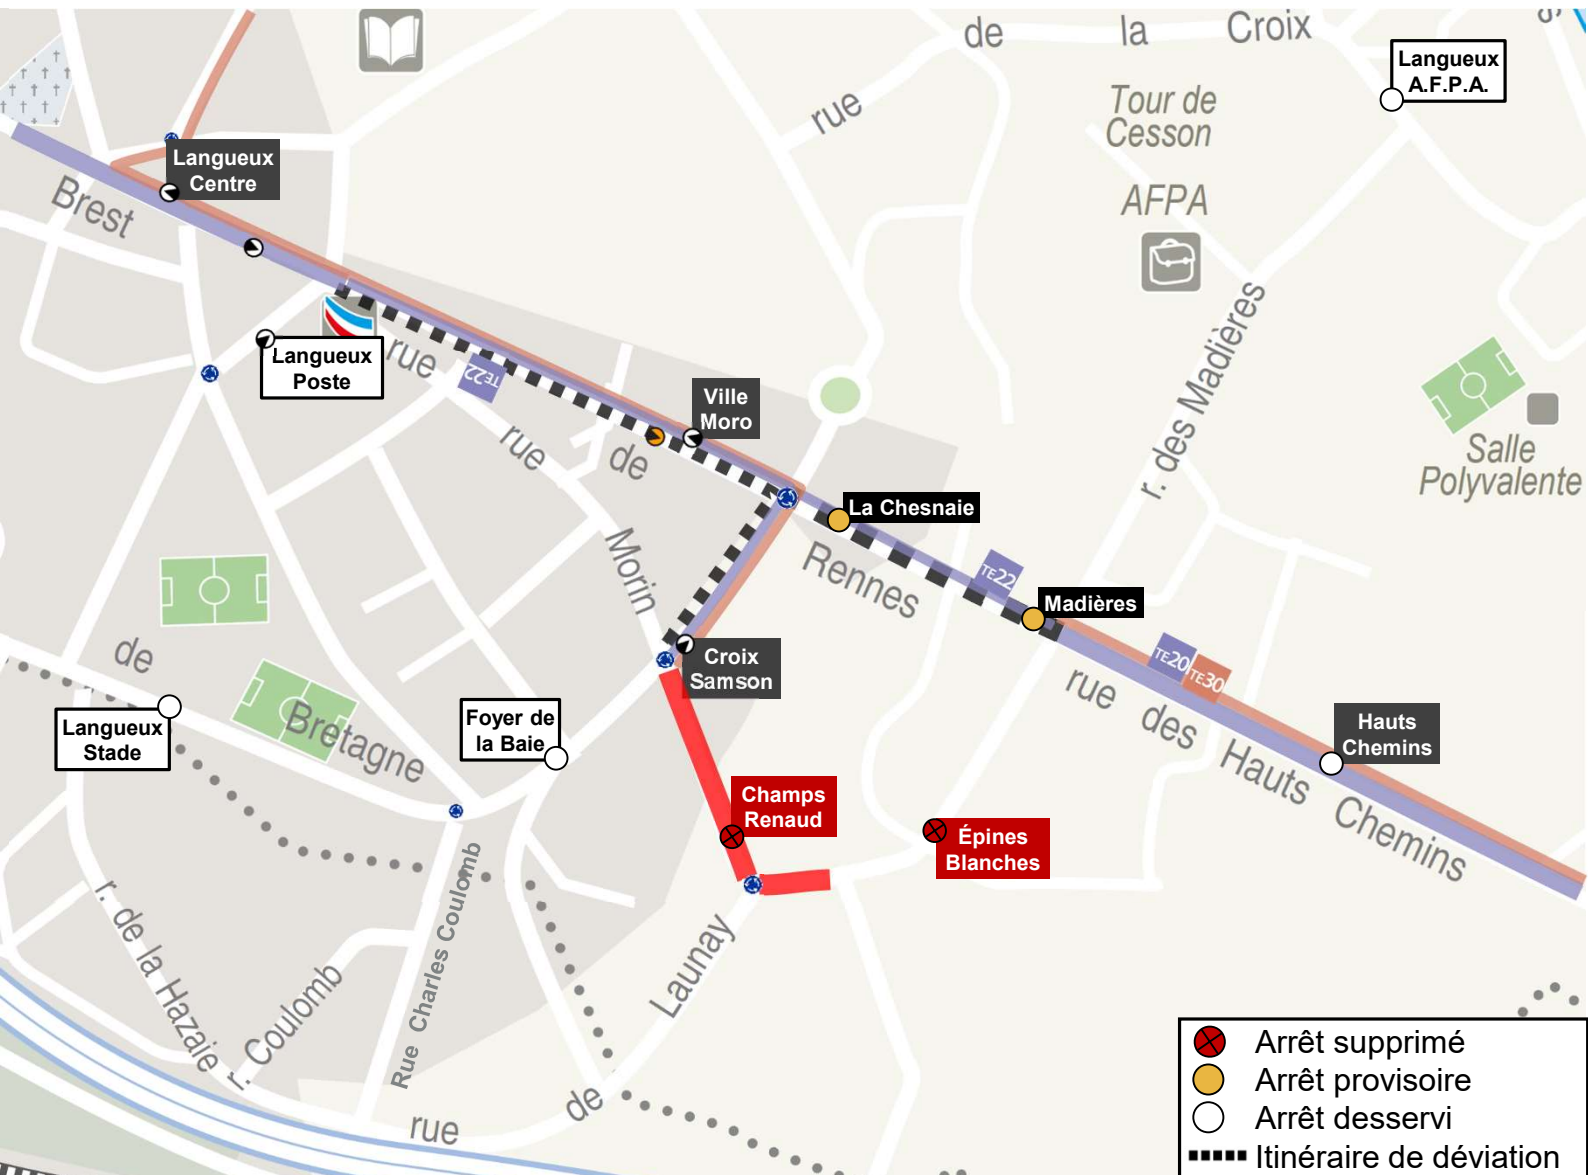 de la Croix
rue
Langueux
A.F.P.A.
Tour de
Cesson
AFPA
Langueux
Centre
Brest
Langueux
Poste
rue
TE22
rue
Ville
Moro
de
r. des Madières
Salle
Polyvalente
La Chesnaie
Rennes
TE22
Madières
Morin
Croix
Samson
TE20
TE30
rue des Hauts Chemins
Hauts
Chemins
de
Bretagne
Langueux
Stade
Foyer de
la Baie
Champs
Renaud
Épines
Blanches
r. de la Hazaie
r. Coulomb
Rue Charles Coulomb
Launay
de
rue
Arrêt supprimé
Arrêt provisoire
Arrêt desservi
Itinéraire de déviation